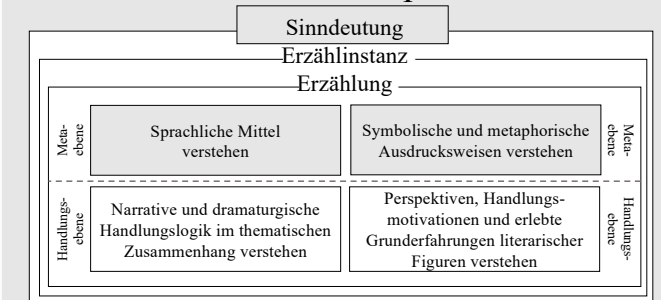 Sinndeutung
Erzählinstanz
Erzählung
Meta-
ebene
Sprachliche Mittel
verstehen
Symbolische und metaphorische
Ausdrucksweisen verstehen
Meta-
ebene
Handlungs-
ebene
Narrative und dramaturgische
Handlungslogik im thematischen
Zusammenhang verstehen
Perspektiven, Handlungs-
motivationen und erlebte
Grunderfahrungen literarischer
Figuren verstehen
Handlungs-
ebene